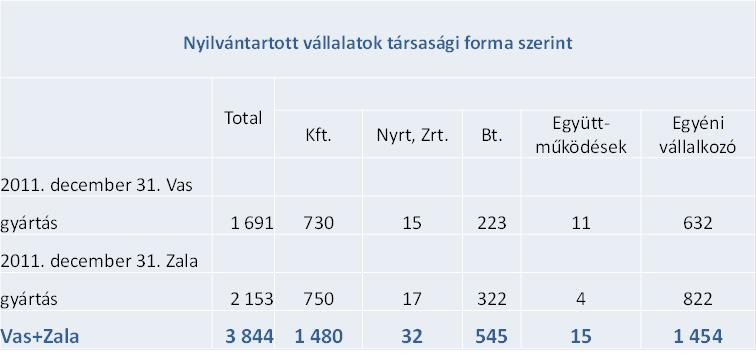 Nyilvántartott vállalatok társasági forma szerint
Total Kft. Nyrt, Zrt. Bt. Együtt-működések Egyéni vállalkozó
2011. december 31. Vas
gyártás 1 691 730 15 223 11 632
2011. december 31. Zala
gyártás 2 153 750 17 322 4 822
Vas+Zala 3 844 1 480 32 545 15 1 454